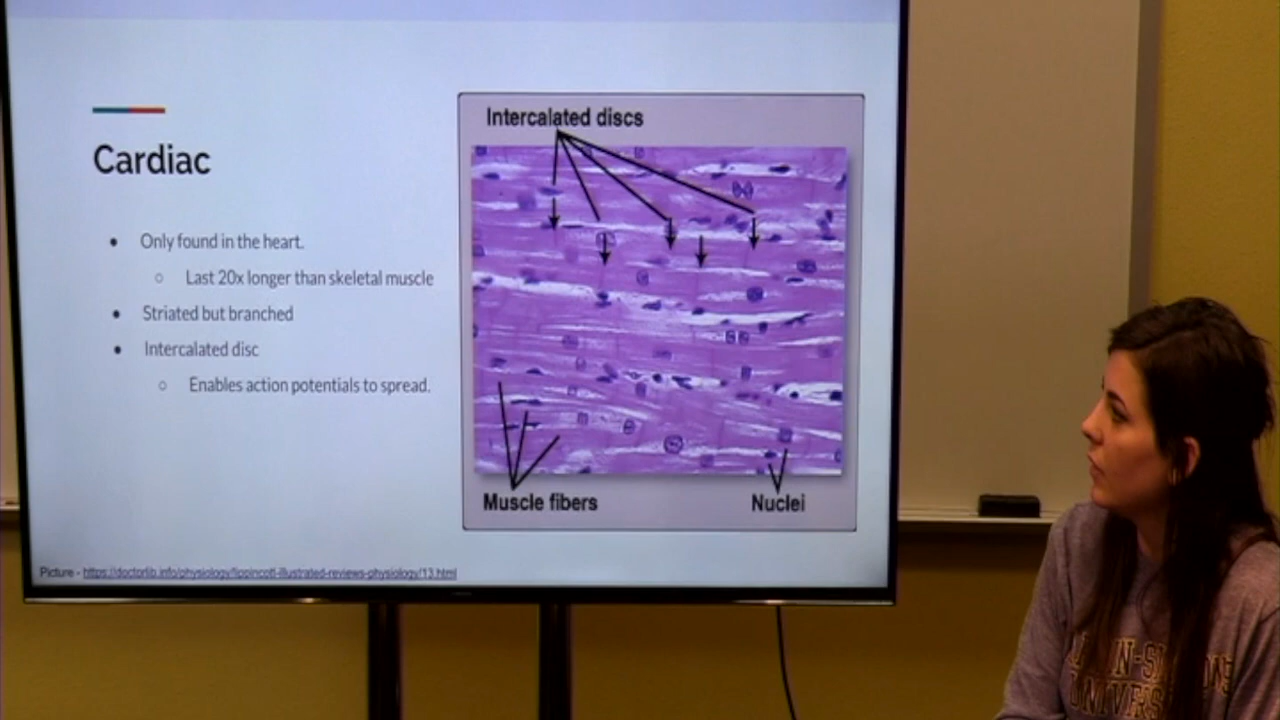 Cardiac
Only found in the heart.
Last 20x longer than skeletal muscle
Striated but branched
Intercalated disc
Enables action potentials to spread.
Intercalated discs
Muscle fibers
Nuclei
Picture - https://doctorlib.info/physiology/lippincott-illustrated-reviews-physiology/13.html